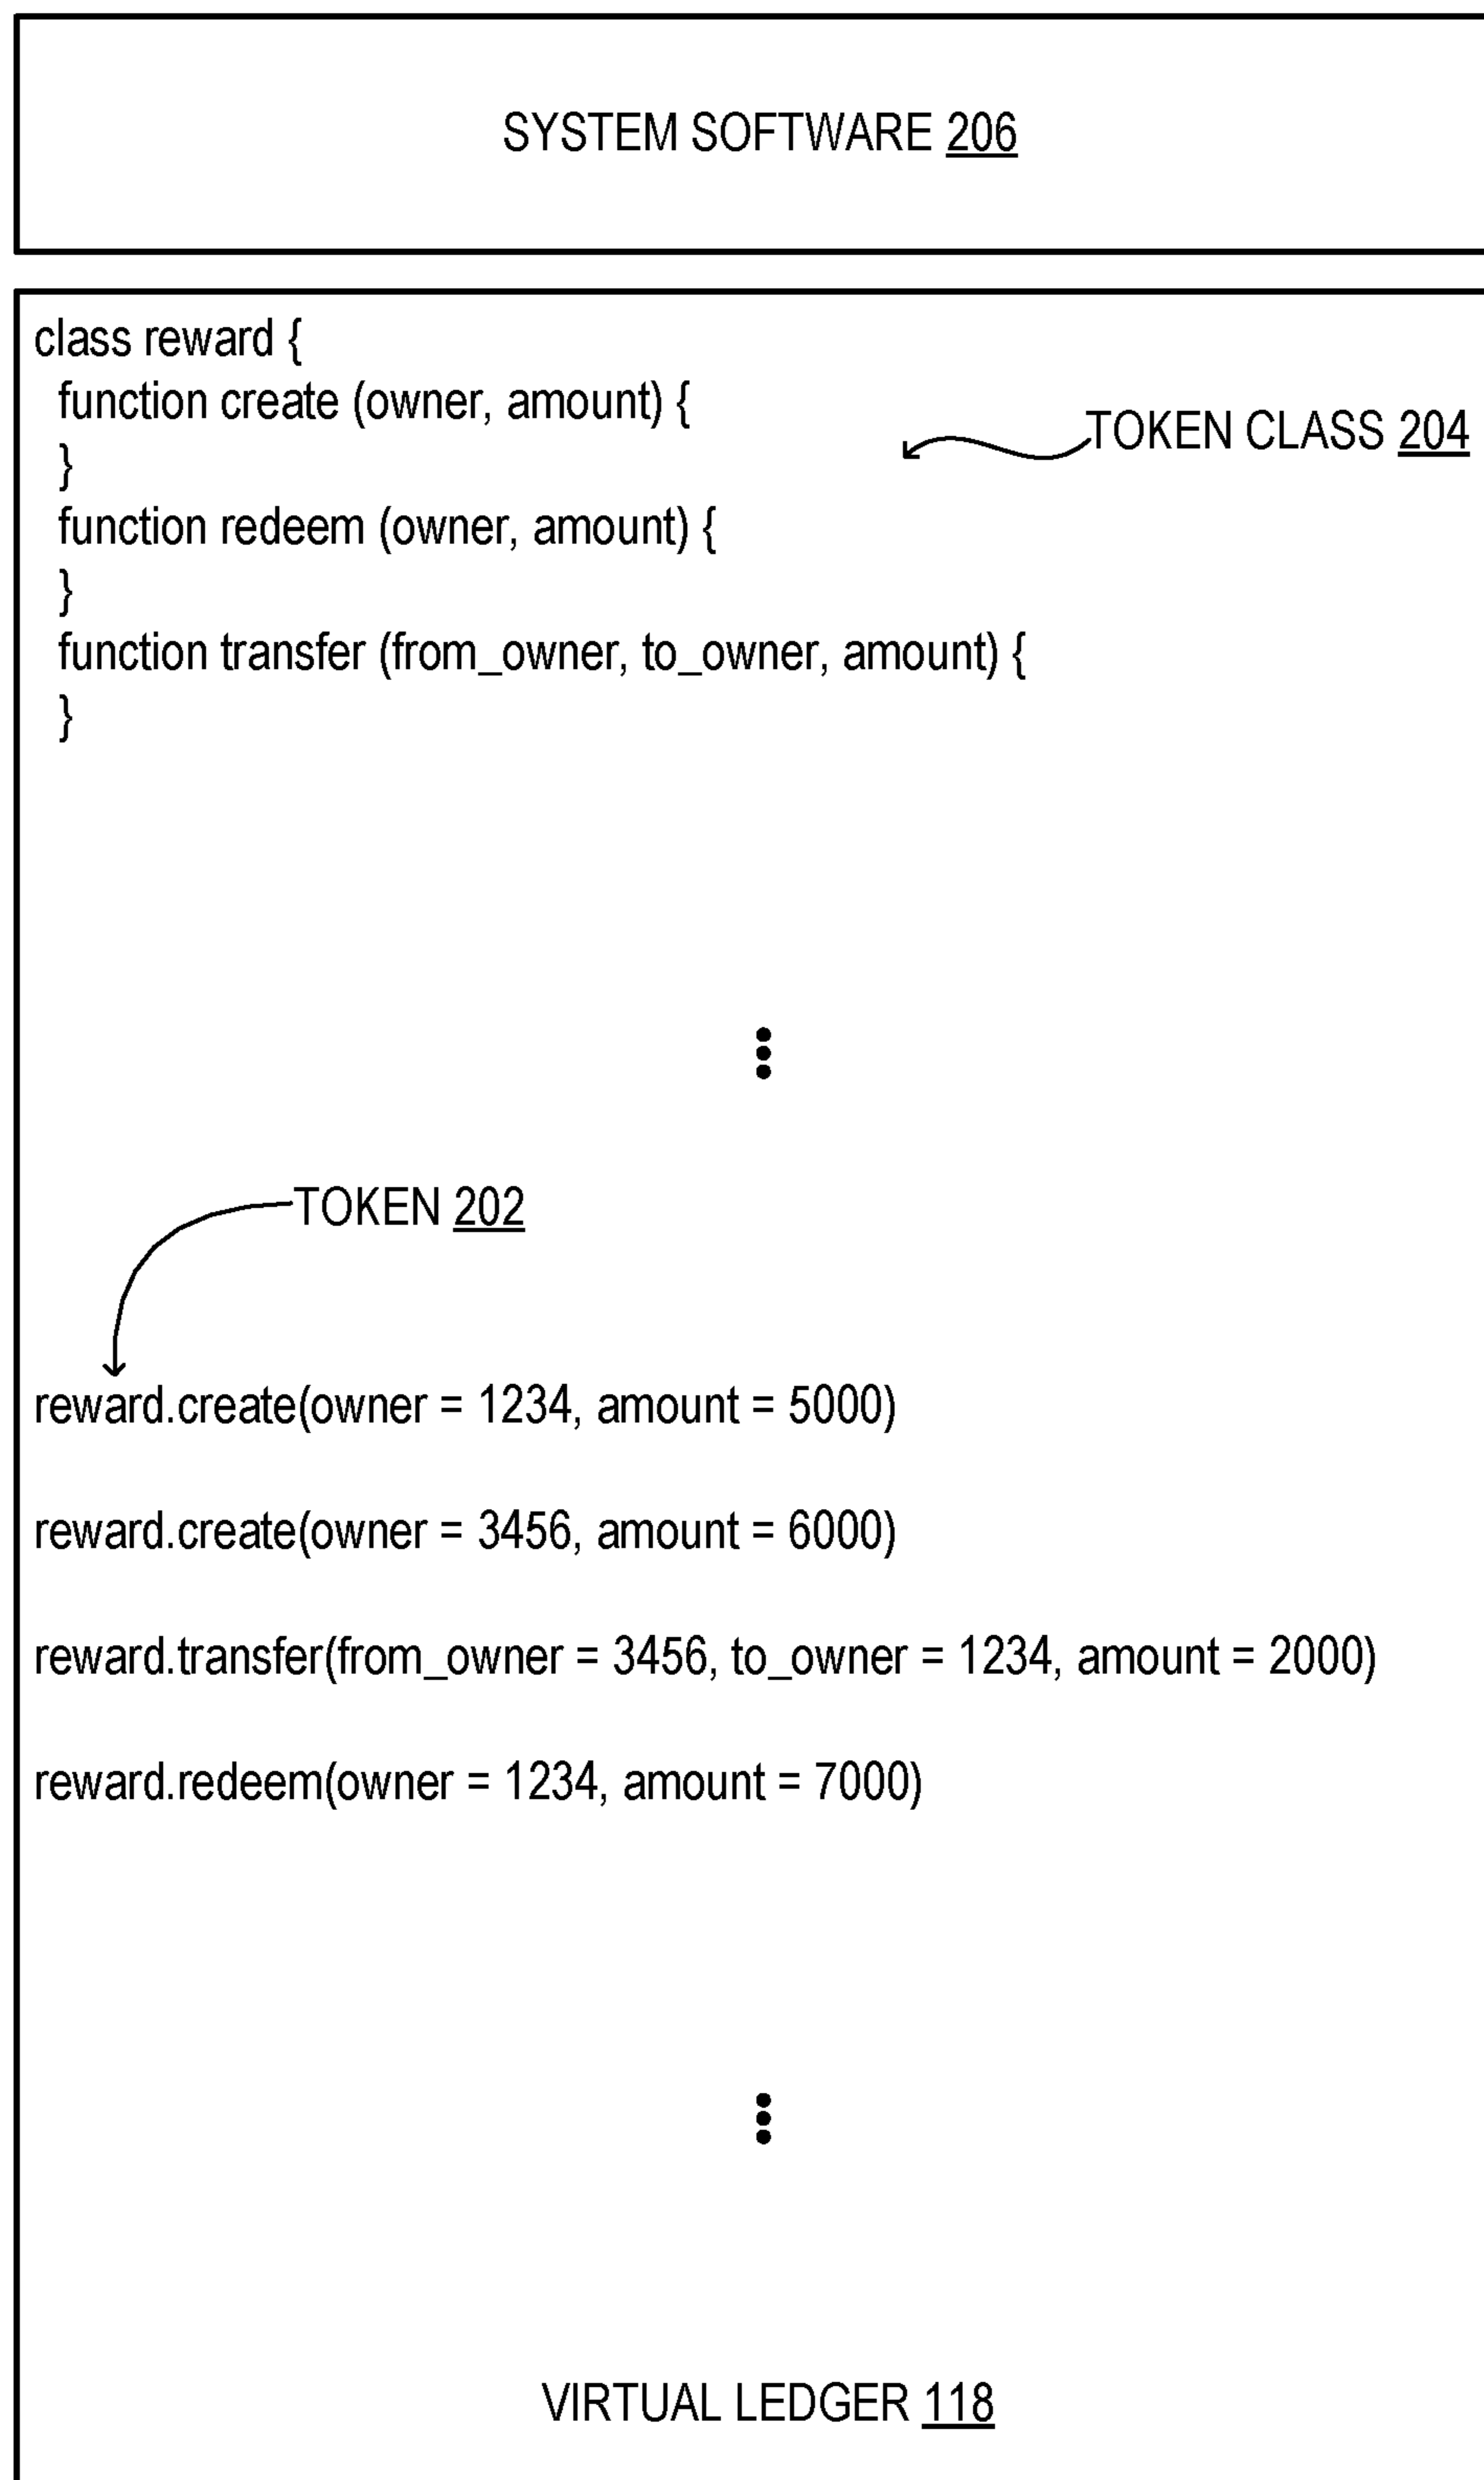 SYSTEM SOFTWARE 206
class reward {
function create (owner, amount) {
TOKEN CLASS 204
}
function redeem (owner, amount) {
}
function transfer (from_owner, to_owner, amount) {
}
TOKEN 202
reward.create(owner = 1234, amount = 5000)
reward.create(owner = 3456, amount = 6000)
reward.transfer(from_owner = 3456, to_owner = 1234, amount = 2000)
reward.redeem(owner = 1234, amount = 7000)
VIRTUAL LEDGER 118